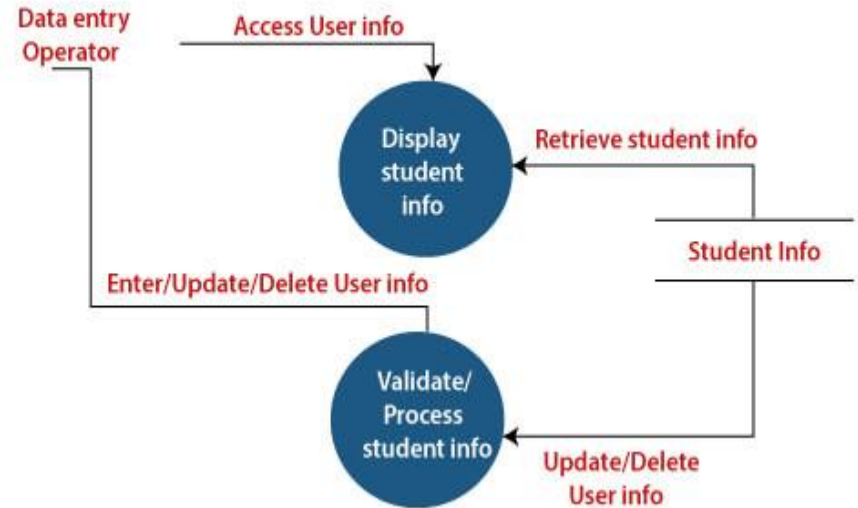 Data entry
Operator
Access User info
Display
student
info
Retrieve student info
Student Info
Enter/Update/Delete User info
Validate/
Process
student info
Update/Delete
User info